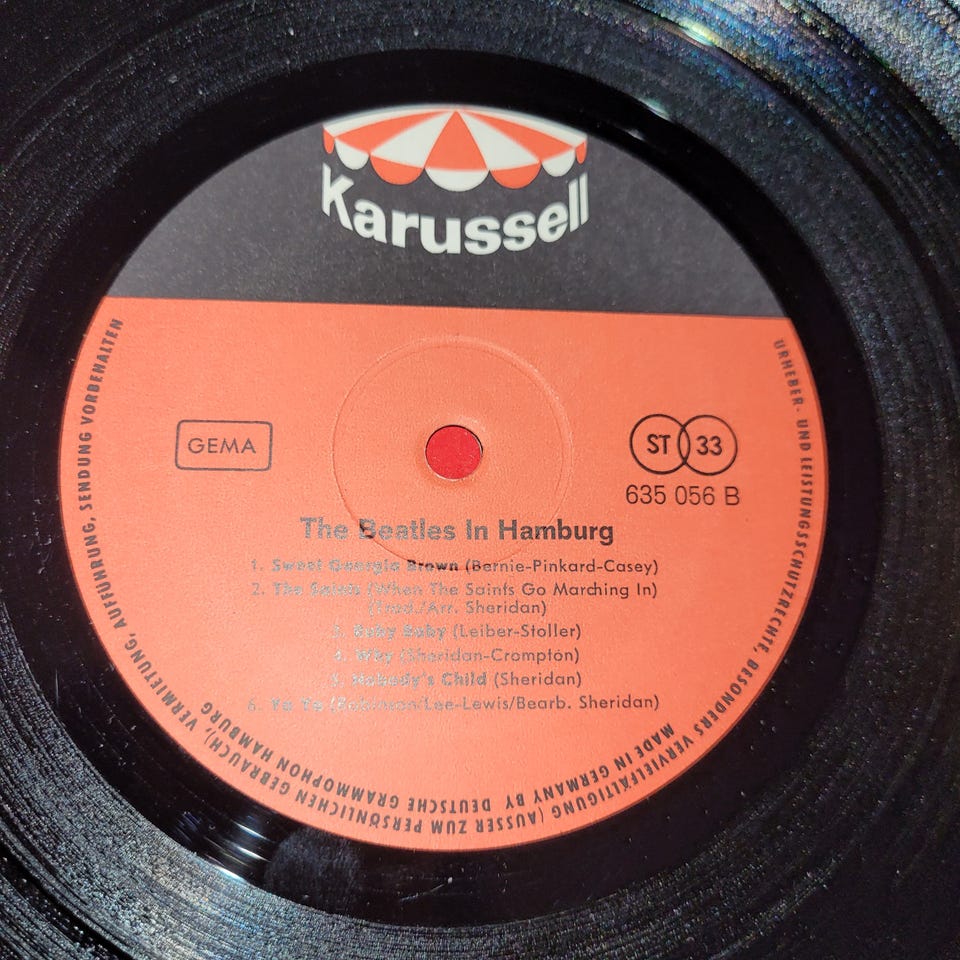 Karussell
GEMA
ST 33
635 056 B
The Beatles In Hamburg
1. Sweet Georgia Brown (Bernie-Pinkard-Casey)
2. The Saints (When The Saints Go Marching In)
(Trad./Arr. Sheridan)
3. Ruby Baby (Leiber-Stoller)
4. Why (Sheridan-Crompton)
5. Nobody's Child (Sheridan)
6. Ya Ya (Robinson/Lee-Lewis/Bearb. Sheridan)
URHEBER- UND LEISTUNGSSCHUTZRECHTE, BESONDERS VERVIELFÄLTIGUNG (AUSSER ZUM PERSÖNLICHEN GEBRAUCH), VERMIETUNG, AUFFÜHRUNG, SENDUNG VORBEHALTEN
MADE IN GERMANY BY DEUTSCHE GRAMMOPHON HAMBURG